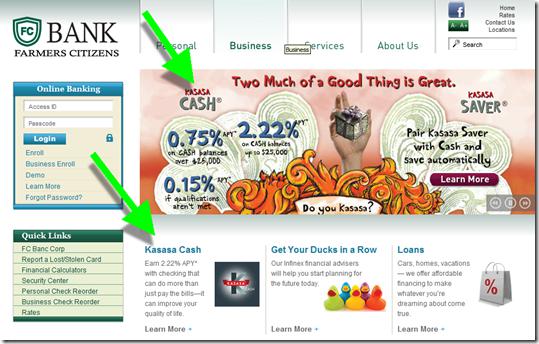 FC BANK
FARMERS CITIZENS
Personal
Business
Services
About Us
Business
Home
Rates
Contact Us
Locations
f
A- A+
Search
Online Banking
Access ID
Passcode
Login
Enroll
Business Enroll
Demo
Learn More
Forgot Password?
Two Much of a Good Thing is Great.
KASASA
CASH®
0.75% APY*
on CASH balances
over $25,000
2.22% APY*
on CASH balances
up to $25,000
0.15%
if qualifications
aren't met
KASASA
SAVER®
Pair Kasasa Saver
with Cash and
save automatically
Learn More
Do you Kasasa?
Quick Links
FC Banc Corp
Report a Lost/Stolen Card
Financial Calculators
Security Center
Personal Check Reorder
Business Check Reorder
Rates
Kasasa Cash
Earn 2.22% APY*
with checking that
can do more than
just pay the bills—it
can improve your
quality of life.
KASASA
Learn More
Get Your Ducks in a Row
Our Infinex financial advisers
will help you start planning for
the future today.
Learn More
Loans
Cars, homes, vacations
— we offer affordable
financing to make
whatever you're
dreaming about come
true.
%
Learn More